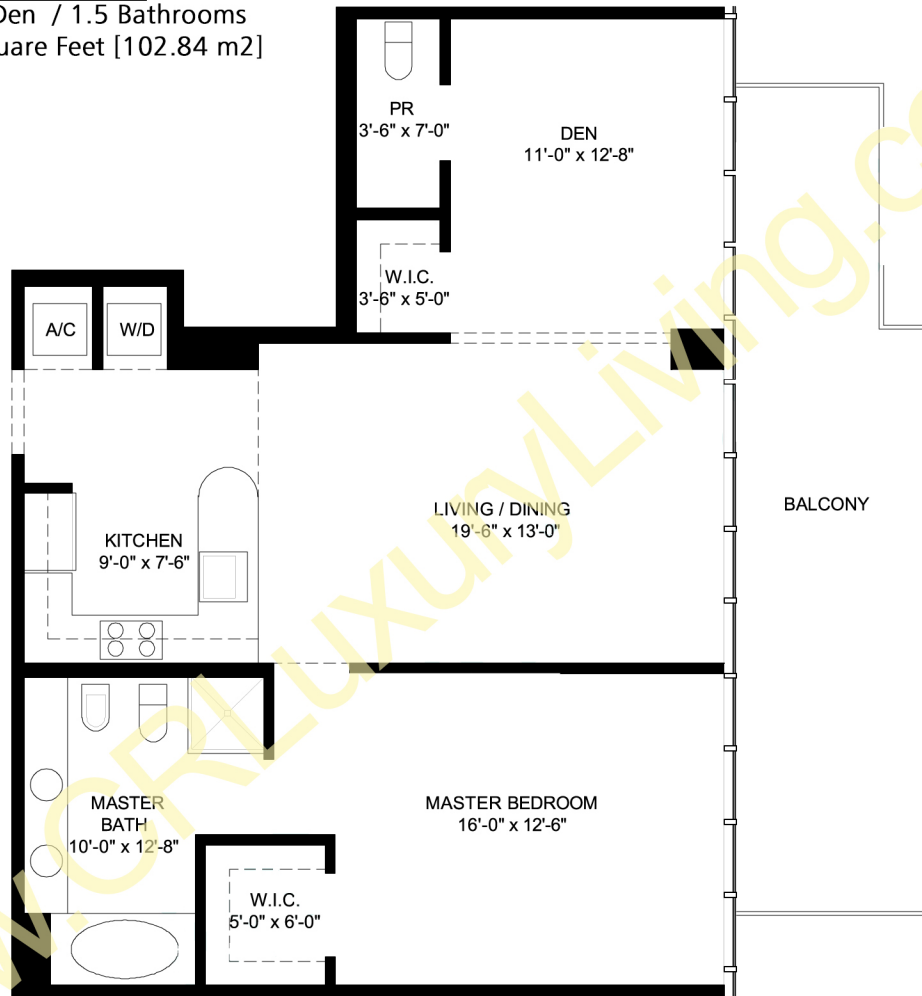 Den / 1.5 Bathrooms
uare Feet [102.84 m2]
PR
3'-6" x 7'-0"
DEN
11'-0" x 12'-8"
W.I.C.
3'-6" x 5'-0"
A/C
W/D
LIVING / DINING
19'-6" x 13'-0"
BALCONY
KITCHEN
9'-0" x 7'-6"
MASTER
BATH
10'-0" x 12'-8"
MASTER BEDROOM
16'-0" x 12'-6"
W.I.C.
5'-0" x 6'-0"
w.CRLuxuryLiving.c